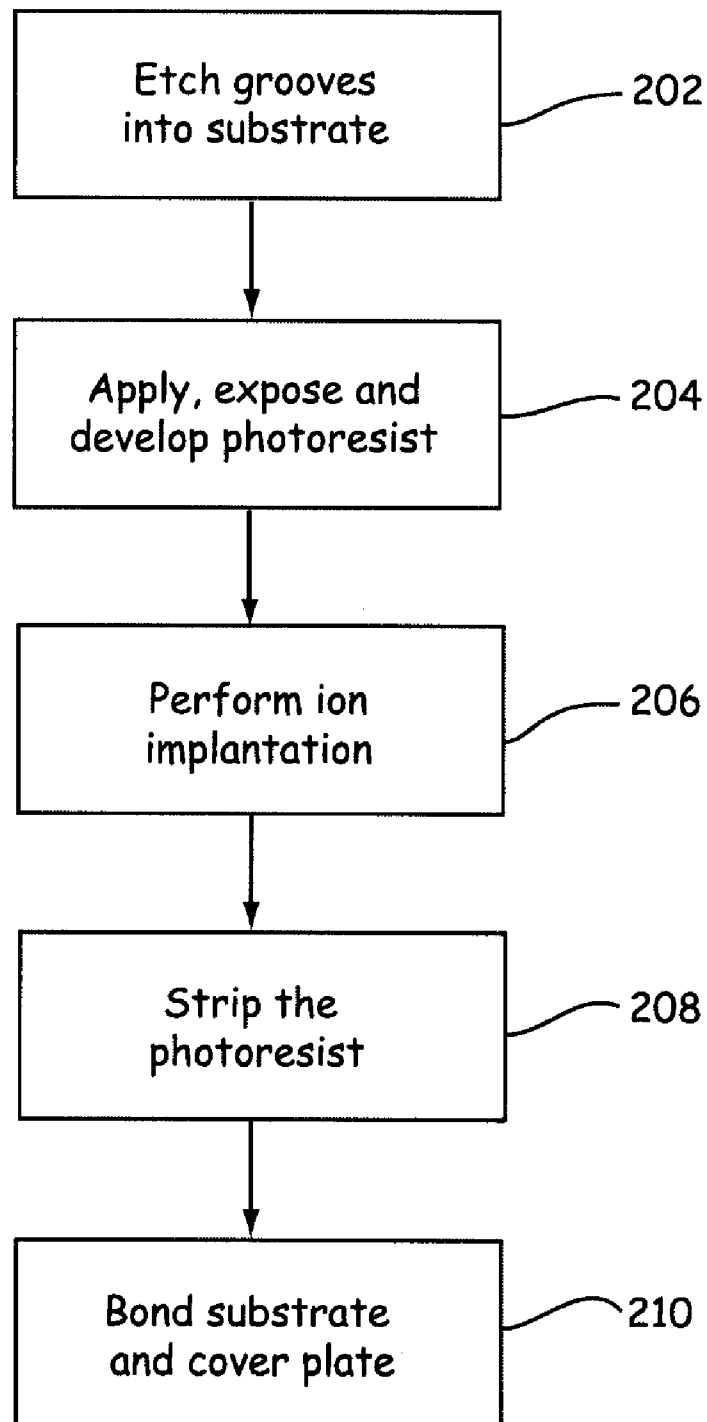 Etch grooves
into substrate
202
Apply, expose and
develop photoresist
204
Perform ion
implantation
206
Strip the
photoresist
208
Bond substrate
and cover plate
210